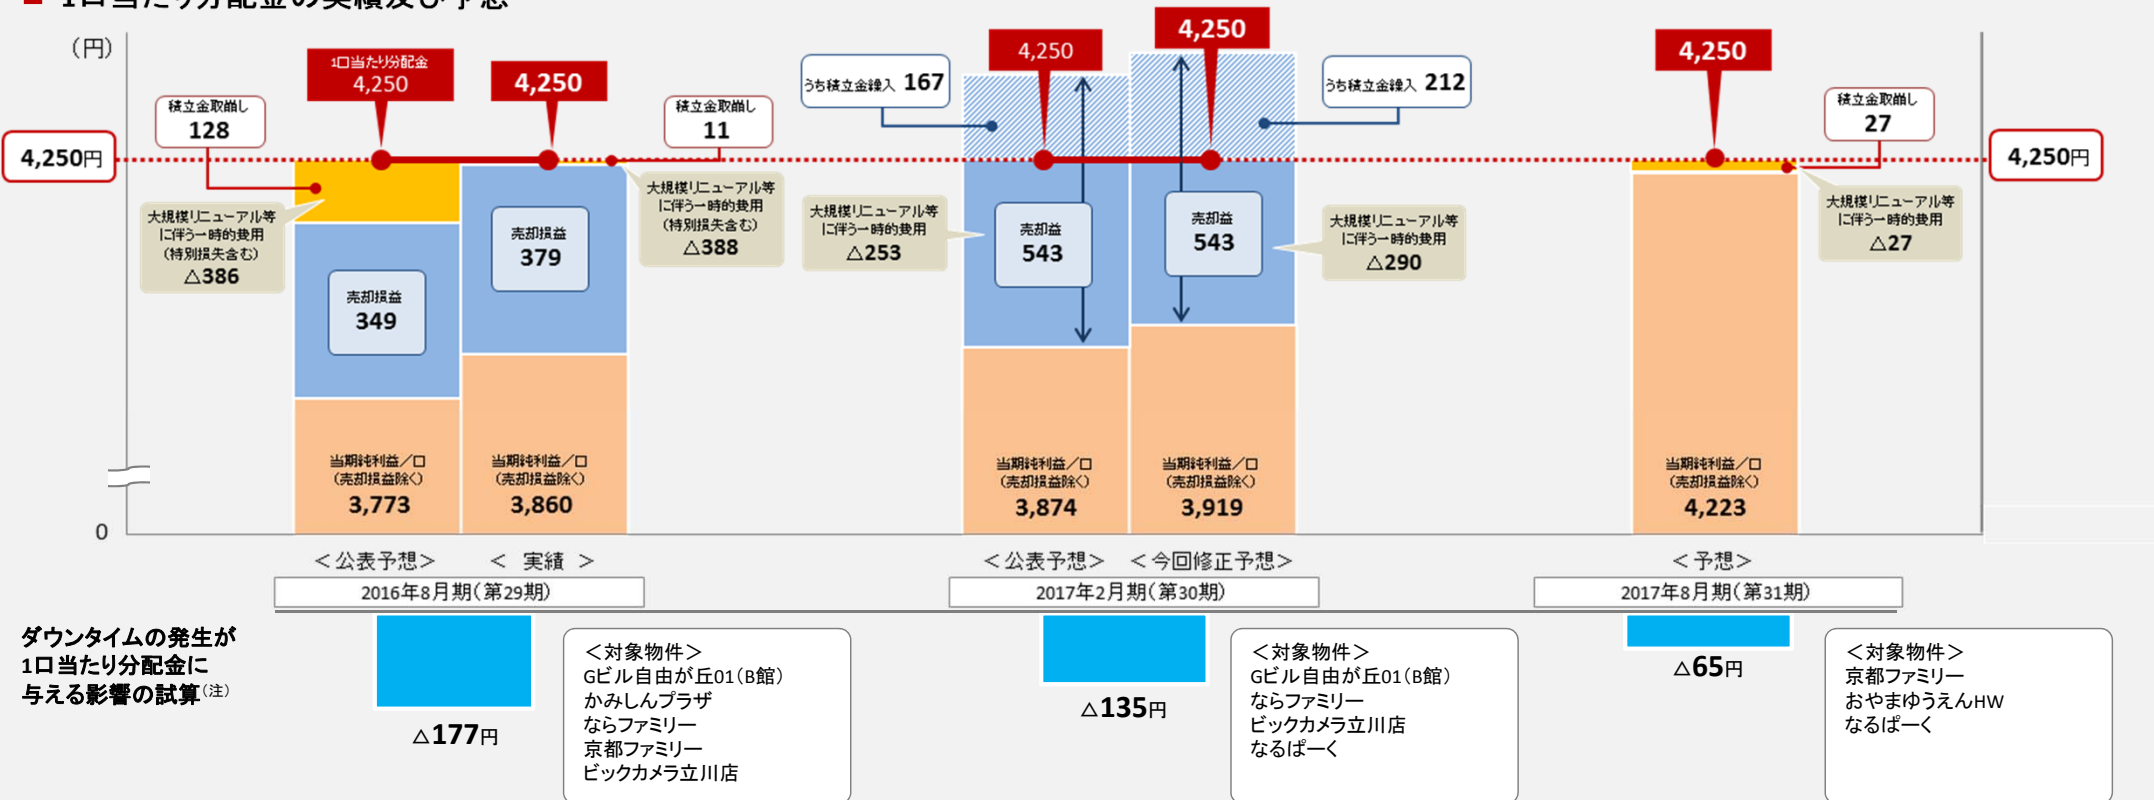 1口当たり分配金の実績及び予想
（円）
1口当たり分配金
4,250
4,250
積立金取崩し
128
積立金取崩し
11
4,250円
大規模リニューアル等
に伴う一時的費用
（特別損失含む）
△386
大規模リニューアル等
に伴う一時的費用
（特別損失含む）
△388
売却損益
349
売却損益
379
当期純利益／口
（売却損益除く）
3,773
当期純利益／口
（売却損益除く）
3,860
0
＜公表予想＞
＜ 実績 ＞
2016年8月期（第29期）
うち積立金繰入 167
4,250
4,250
うち積立金繰入 212
大規模リニューアル等
に伴う一時的費用
△253
売却益
543
売却益
543
大規模リニューアル等
に伴う一時的費用
△290
当期純利益／口
（売却損益除く）
3,874
当期純利益／口
（売却損益除く）
3,919
＜公表予想＞
＜今回修正予想＞
2017年2月期（第30期）
4,250
積立金取崩し
27
4,250円
大規模リニューアル等
に伴う一時的費用
△27
当期純利益／口
（売却損益除く）
4,223
＜予想＞
2017年8月期（第31期）
ダウンタイムの発生が
1口当たり分配金に
与える影響の試算（注）
△177円
＜対象物件＞
Gビル自由が丘01（B館）
かみしんプラザ
ならファミリー
京都ファミリー
ビックカメラ立川店
△135円
＜対象物件＞
Gビル自由が丘01（B館）
ならファミリー
ビックカメラ立川店
なるぱーく
△65円
＜対象物件＞
京都ファミリー
おやまゆうえんHW
なるぱーく